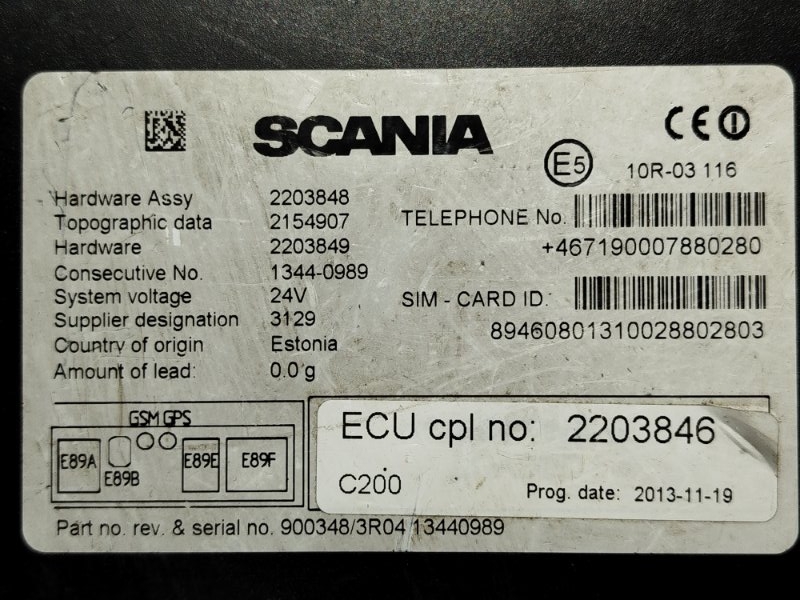 SCANIA
CE
E5
10R-03 116
Hardware Assy 2203848
Topographic data 2154907
Hardware 2203849
Consecutive No. 1344-0989
System voltage 24V
Supplier designation 3129
Country of origin Estonia
Amount of lead: 0.0 g
TELEPHONE No.
+467190007880280
SIM - CARD ID.
89460801310028802803
GSM GPS
E89A
E89B
E89E
E89F
ECU cpl no: 2203846
C200 Prog. date: 2013-11-19
Part no. rev. & serial no. 900348/3R04 13440989